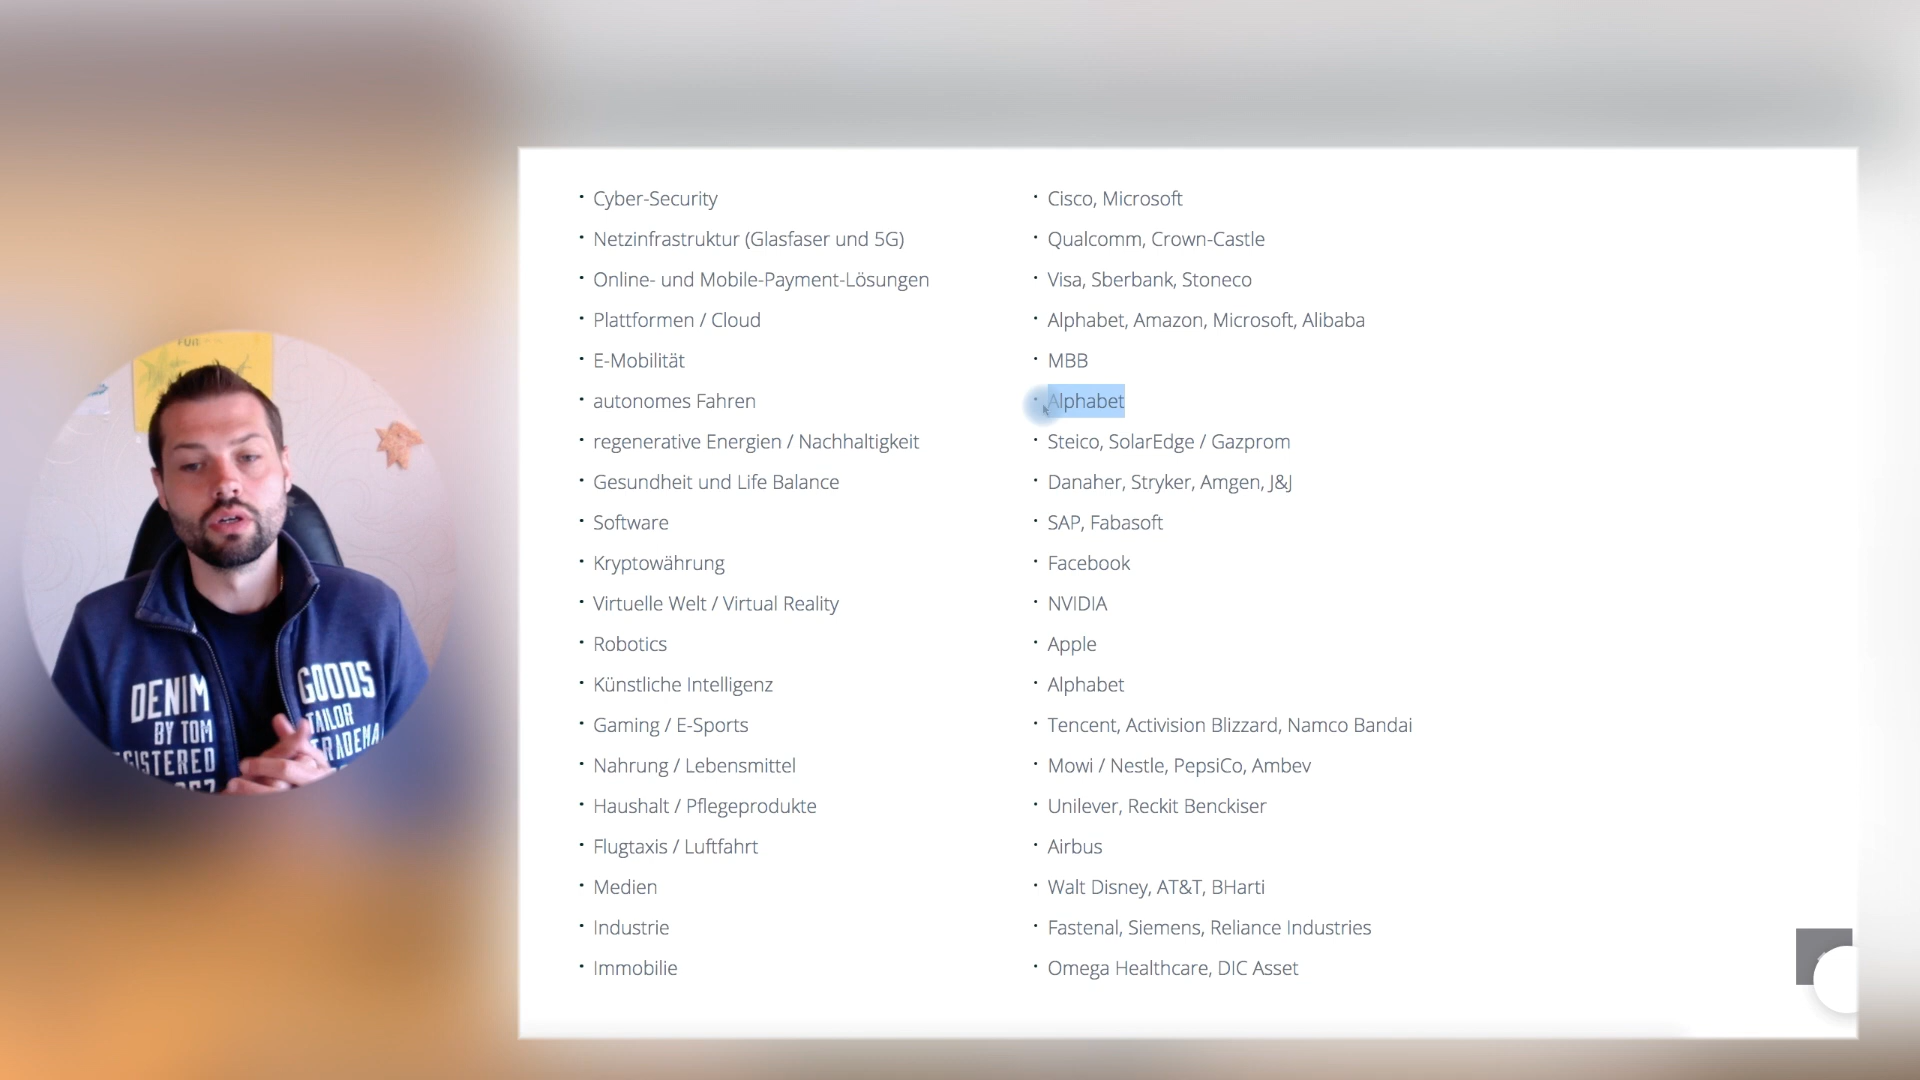 Cyber-Security
Netzinfrastruktur (Glasfaser und 5G)
Online- und Mobile-Payment-Lösungen
Plattformen / Cloud
E-Mobilität
autonomes Fahren
regenerative Energien / Nachhaltigkeit
Gesundheit und Life Balance
Software
Kryptowährung
Virtuelle Welt / Virtual Reality
Robotics
Künstliche Intelligenz
Gaming / E-Sports
Nahrung / Lebensmittel
Haushalt / Pflegeprodukte
Flugtaxis / Luftfahrt
Medien
Industrie
Immobilie
Cisco, Microsoft
Qualcomm, Crown-Castle
Visa, Sberbank, Stoneco
Alphabet, Amazon, Microsoft, Alibaba
MBB
Alphabet
Steico, SolarEdge / Gazprom
Danaher, Stryker, Amgen, J&J
SAP, Fabasoft
Facebook
NVIDIA
Apple
Alphabet
Tencent, Activision Blizzard, Namco Bandai
Mowi / Nestle, PepsiCo, Ambev
Unilever, Reckit Benckiser
Airbus
Walt Disney, AT&T, BHarti
Fastenal, Siemens, Reliance Industries
Omega Healthcare, DIC Asset
DENIM
BY TOM
GOODS
TAILOR